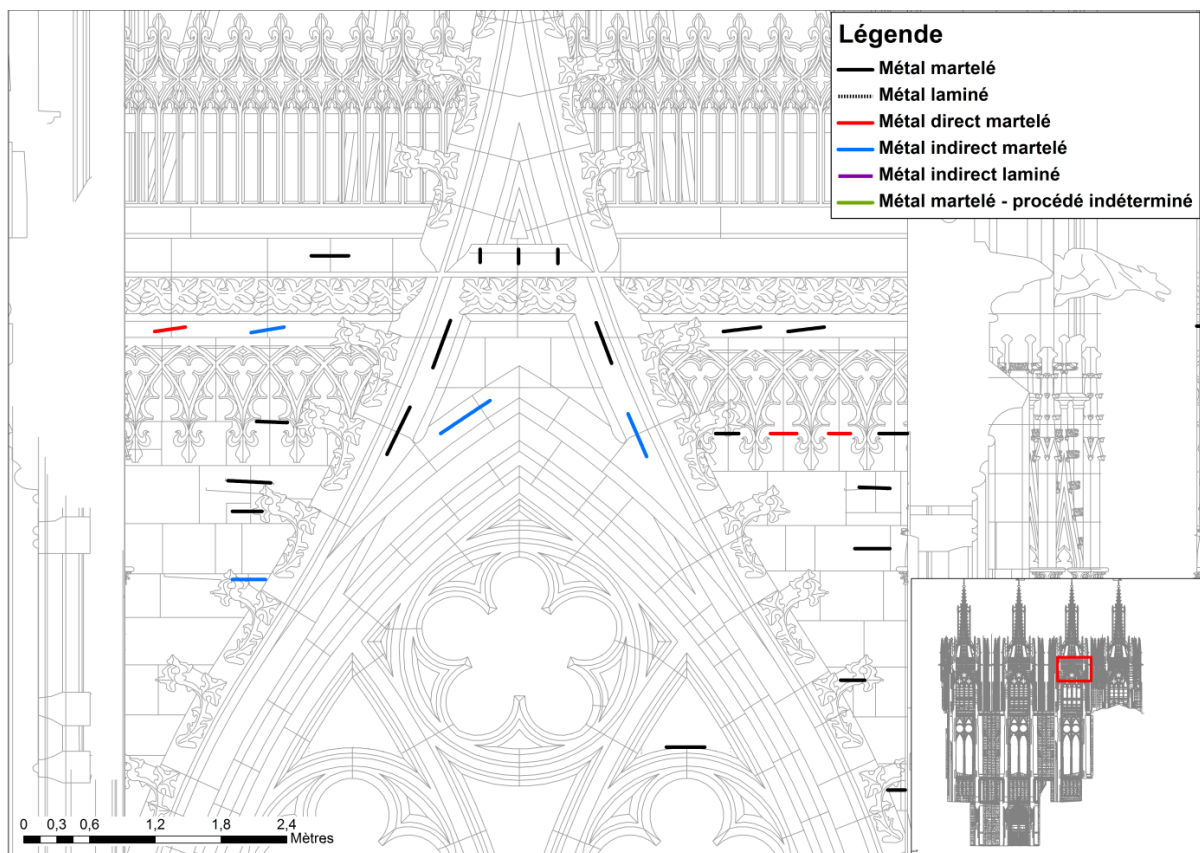 Légende
Métal martelé
Métal laminé
Métal direct martelé
Métal indirect martelé
Métal indirect laminé
Métal martelé - procédé indéterminé
0 0,3 0,6 1,2 1,8 2,4
Mètres